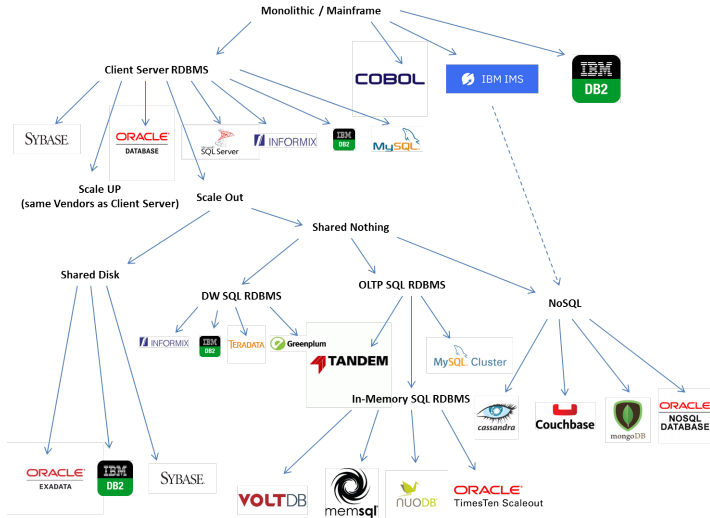 Monolithic / Mainframe
Client Server RDBMS
COBOL
IBM IMS
IBM
DB2
SYBASE
ORACLE
DATABASE
SQL Server
INFORMIX
IBM
DB2
MySQL
Scale UP
(same Vendors as Client Server)
Scale Out
Shared Nothing
Shared Disk
DW SQL RDBMS
OLTP SQL RDBMS
NoSQL
INFORMIX
IBM
DB2
TERADATA
Greenplum
TANDEM
MySQL Cluster
In-Memory SQL RDBMS
cassandra
Couchbase
mongoDB
ORACLE
NOSQL
DATABASE
ORACLE
EXADATA
IBM
DB2
SYBASE
VOLTDB
memsql
NUODB
ORACLE
TimesTen Scaleout